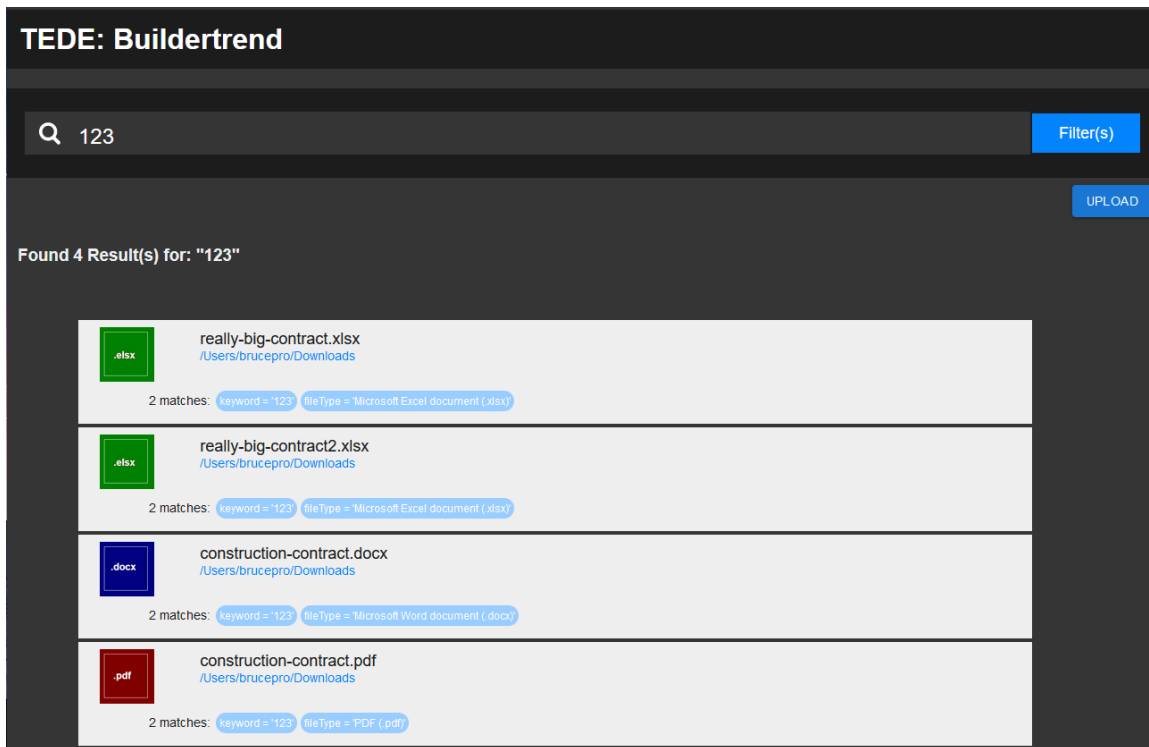 TEDE: Buildertrend
123
Filter(s)
UPLOAD
Found 4 Result(s) for: "123"
.elsx
really-big-contract.xlsx
/Users/brucepro/Downloads
2 matches: keyword = '123' fileType = 'Microsoft Excel document (.xlsx)'
.elsx
really-big-contract2.xlsx
/Users/brucepro/Downloads
2 matches: keyword = '123' fileType = 'Microsoft Excel document (.xlsx)'
.docx
construction-contract.docx
/Users/brucepro/Downloads
2 matches: keyword = '123' fileType = 'Microsoft Word document (.docx)'
.pdf
construction-contract.pdf
/Users/brucepro/Downloads
2 matches: keyword = '123' fileType = 'PDF (.pdf)'